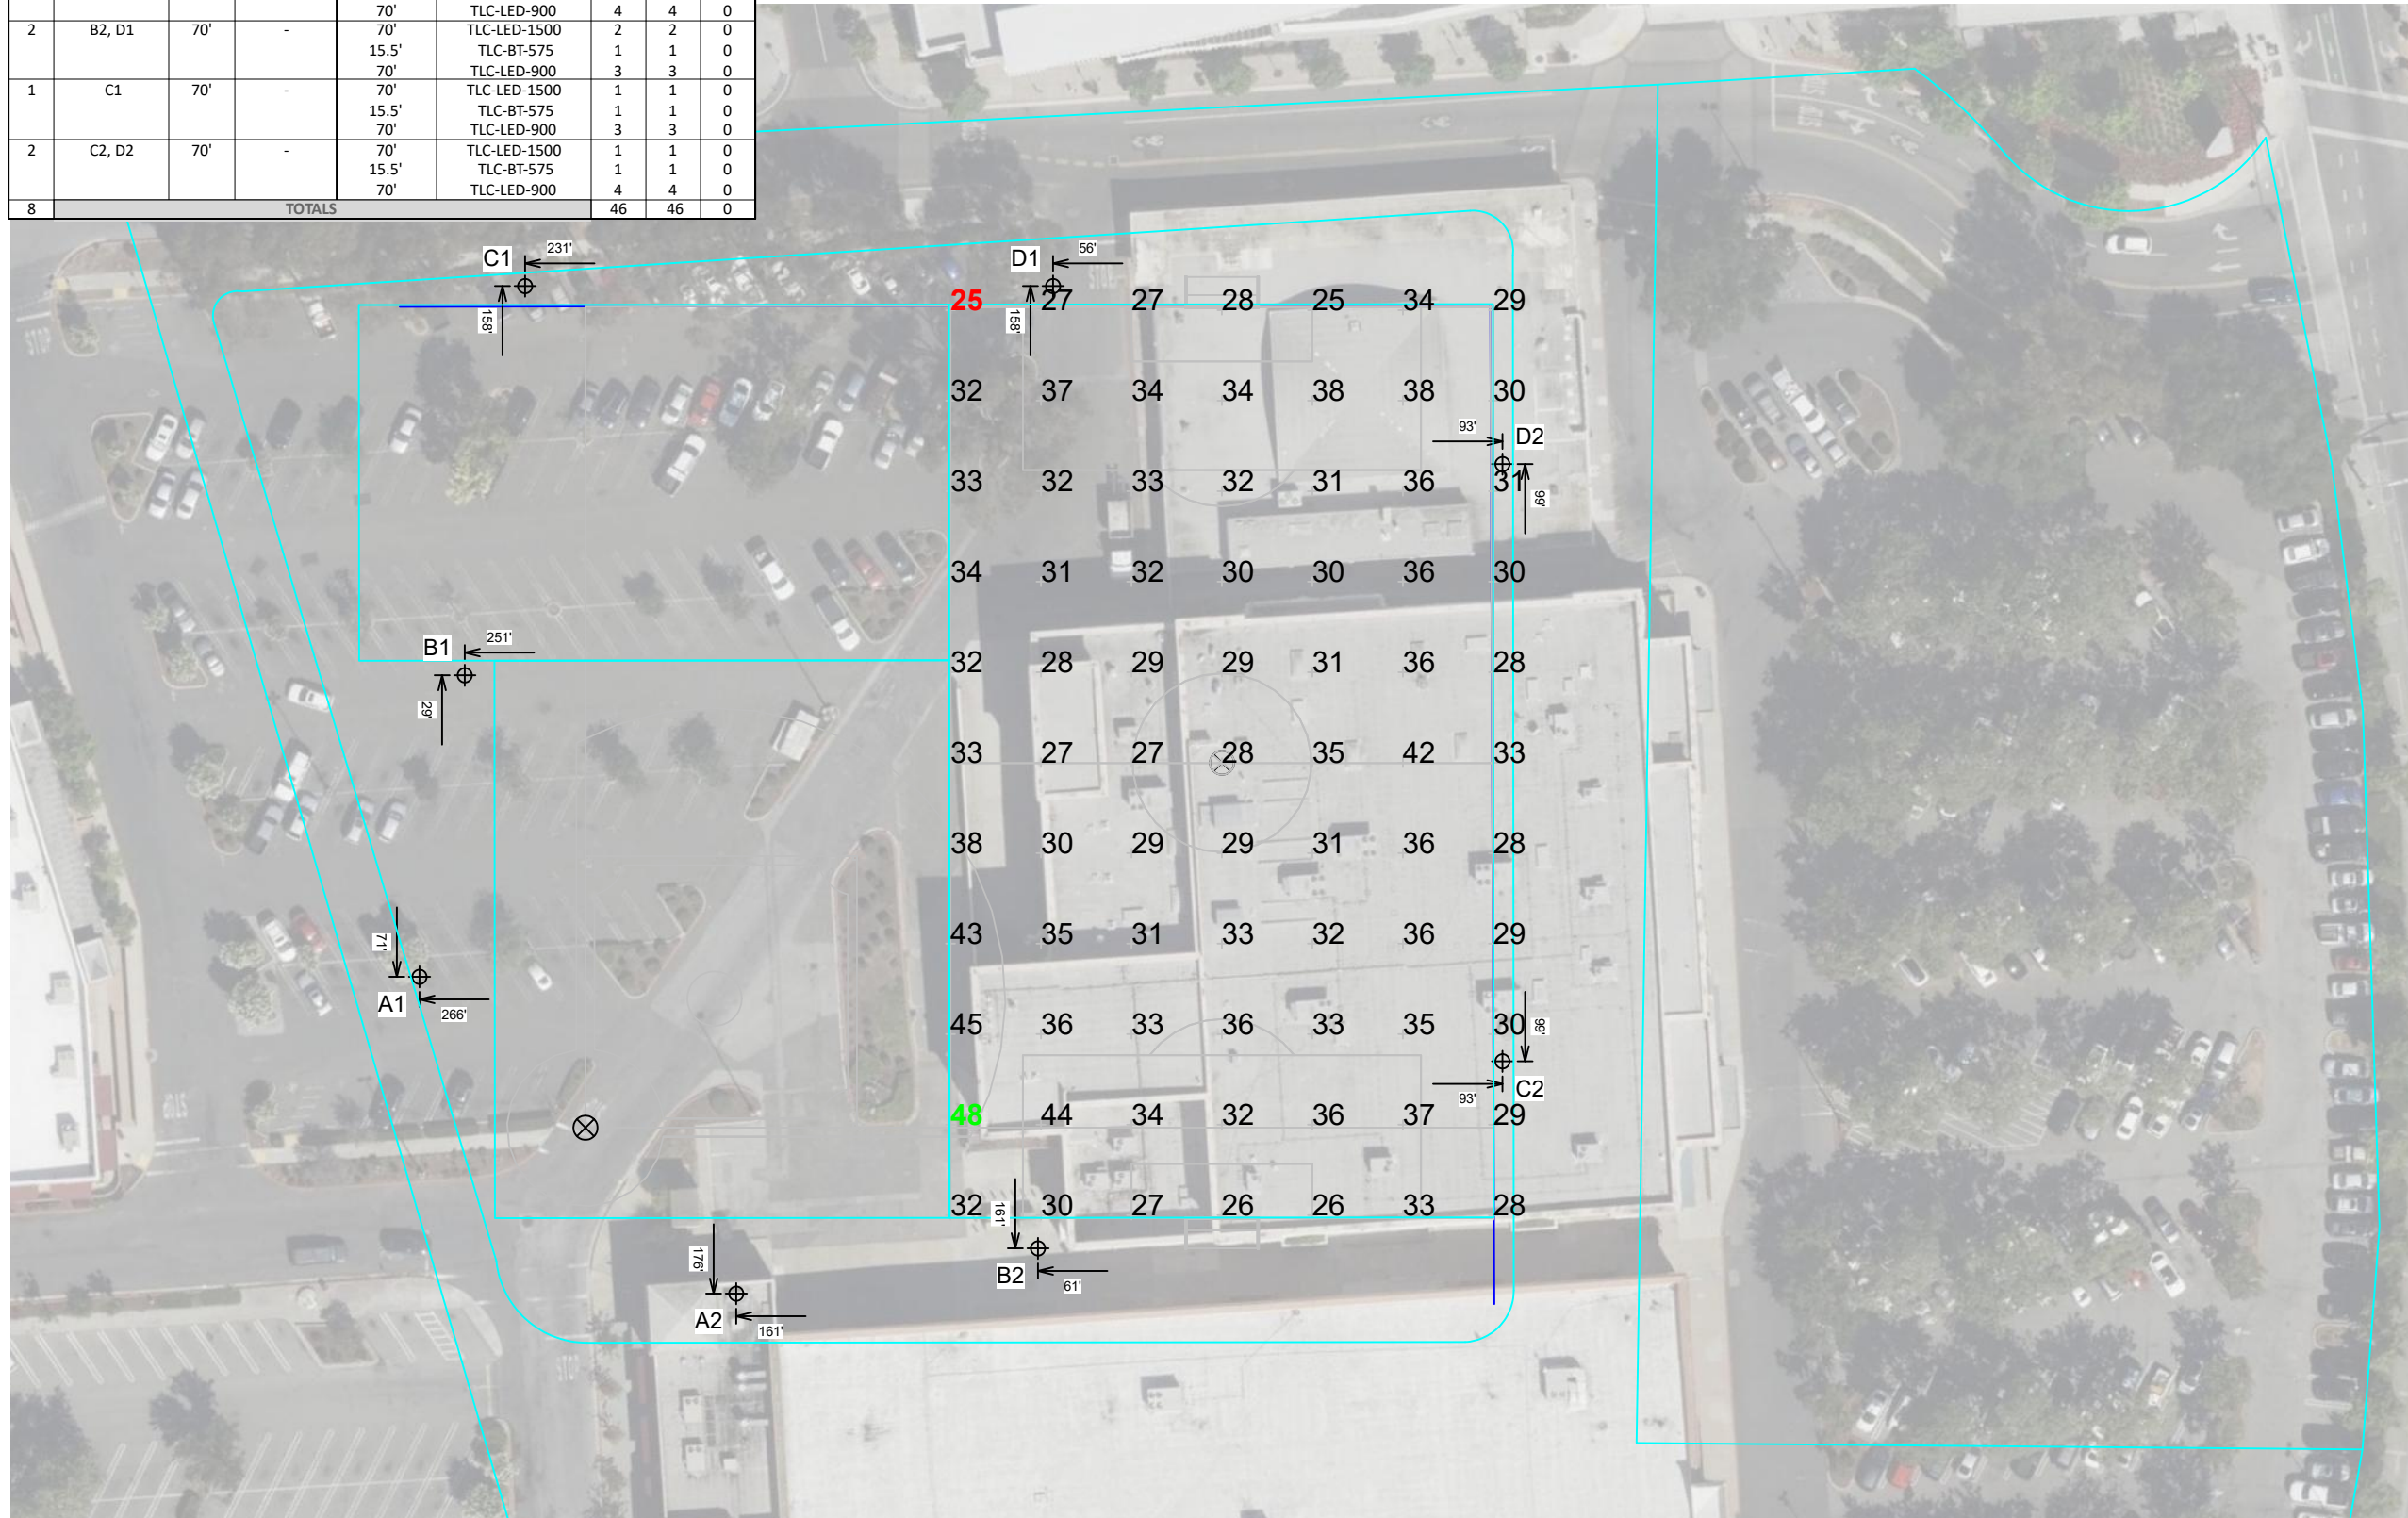 70' TLC-LED-900 4 4 0
2 B2, D1 70' - 70' TLC-LED-1500 2 2 0
15.5' TLC-BT-575 1 1 0
70' TLC-LED-900 3 3 0
1 C1 70' - 70' TLC-LED-1500 1 1 0
15.5' TLC-BT-575 1 1 0
70' TLC-LED-900 3 3 0
2 C2, D2 70' - 70' TLC-LED-1500 1 1 0
15.5' TLC-BT-575 1 1 0
70' TLC-LED-900 4 4 0
8 TOTALS 46 46 0
C1 231' D1 56'
158' 158'
25 27 27 28 25 34 29
32 37 34 34 38 38 30
93' D2
33 32 33 32 31 36 31
99'
34 31 32 30 30 36 30
B1 251'
32 28 29 29 31 36 28
29'
33 27 27 28 35 42 33
38 30 29 29 31 36 28
43 35 31 33 32 36 29
71'
A1 266'
45 36 33 36 33 35 30
99'
93' C2
48 44 34 32 36 37 29
32 30 27 26 26 33 28
161'
176'
B2 61'
A2 161'